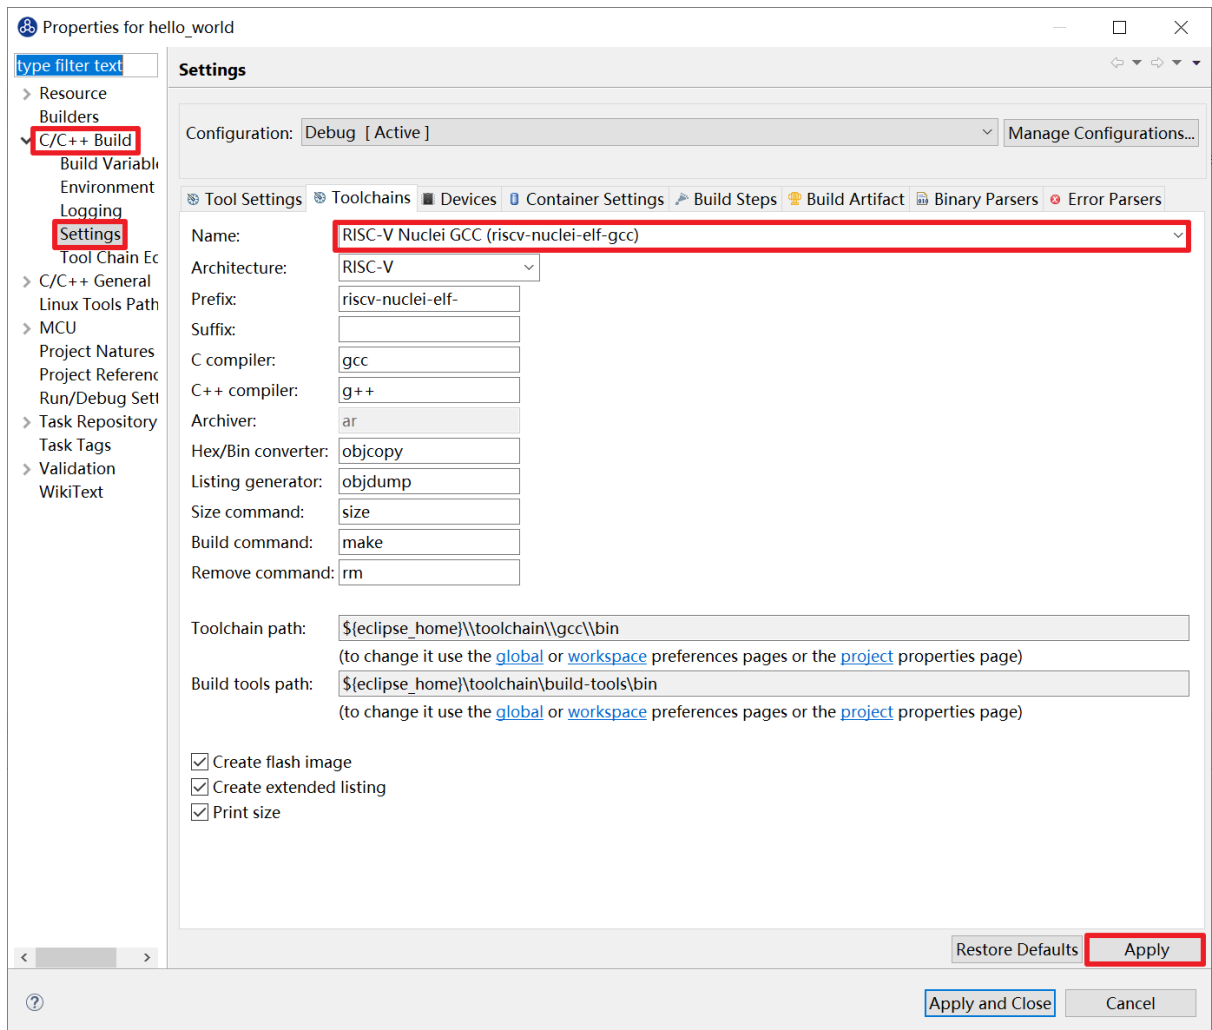 Properties for hello_world
type filter text
Resource
Builders
C/C++ Build
Build Variable
Environment
Logging
Settings
Tool Chain Ed
C/C++ General
Linux Tools Path
MCU
Project Natures
Project Referenc
Run/Debug Sett
Task Repository
Task Tags
Validation
WikiText
Settings
Configuration: Debug [ Active ] Manage Configurations...
Tool Settings Toolchains Devices Container Settings Build Steps Build Artifact Binary Parsers Error Parsers
Name: RISC-V Nuclei GCC (riscv-nuclei-elf-gcc)
Architecture: RISC-V
Prefix: riscv-nuclei-elf-
Suffix:
C compiler: gcc
C++ compiler: g++
Archiver: ar
Hex/Bin converter: objcopy
Listing generator: objdump
Size command: size
Build command: make
Remove command: rm
Toolchain path: ${eclipse_home}\\toolchain\\gcc\\bin
(to change it use the global or workspace preferences pages or the project properties page)
Build tools path: ${eclipse_home}\toolchain\build-tools\bin
(to change it use the global or workspace preferences pages or the project properties page)
Create flash image
Create extended listing
Print size
Restore Defaults Apply
Apply and Close Cancel